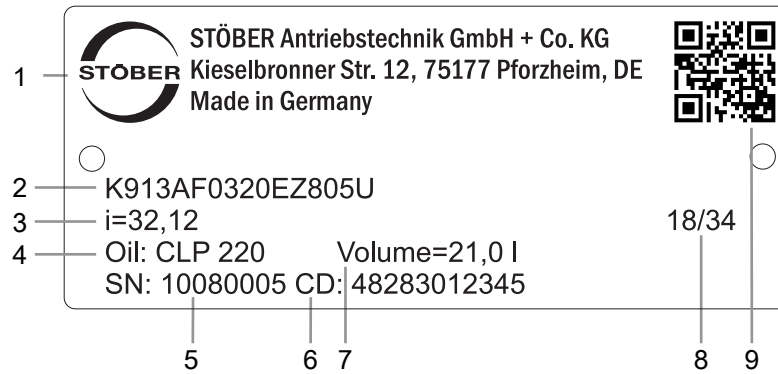 STÖBER
STÖBER Antriebstechnik GmbH + Co. KG
Kieselbronner Str. 12, 75177 Pforzheim, DE
Made in Germany
1
2 K913AF0320EZ805U
3 i=32,12 18/34
4 Oil: CLP 220 Volume=21,0 l
SN: 10080005 CD: 48283012345
5 6 7 8 9